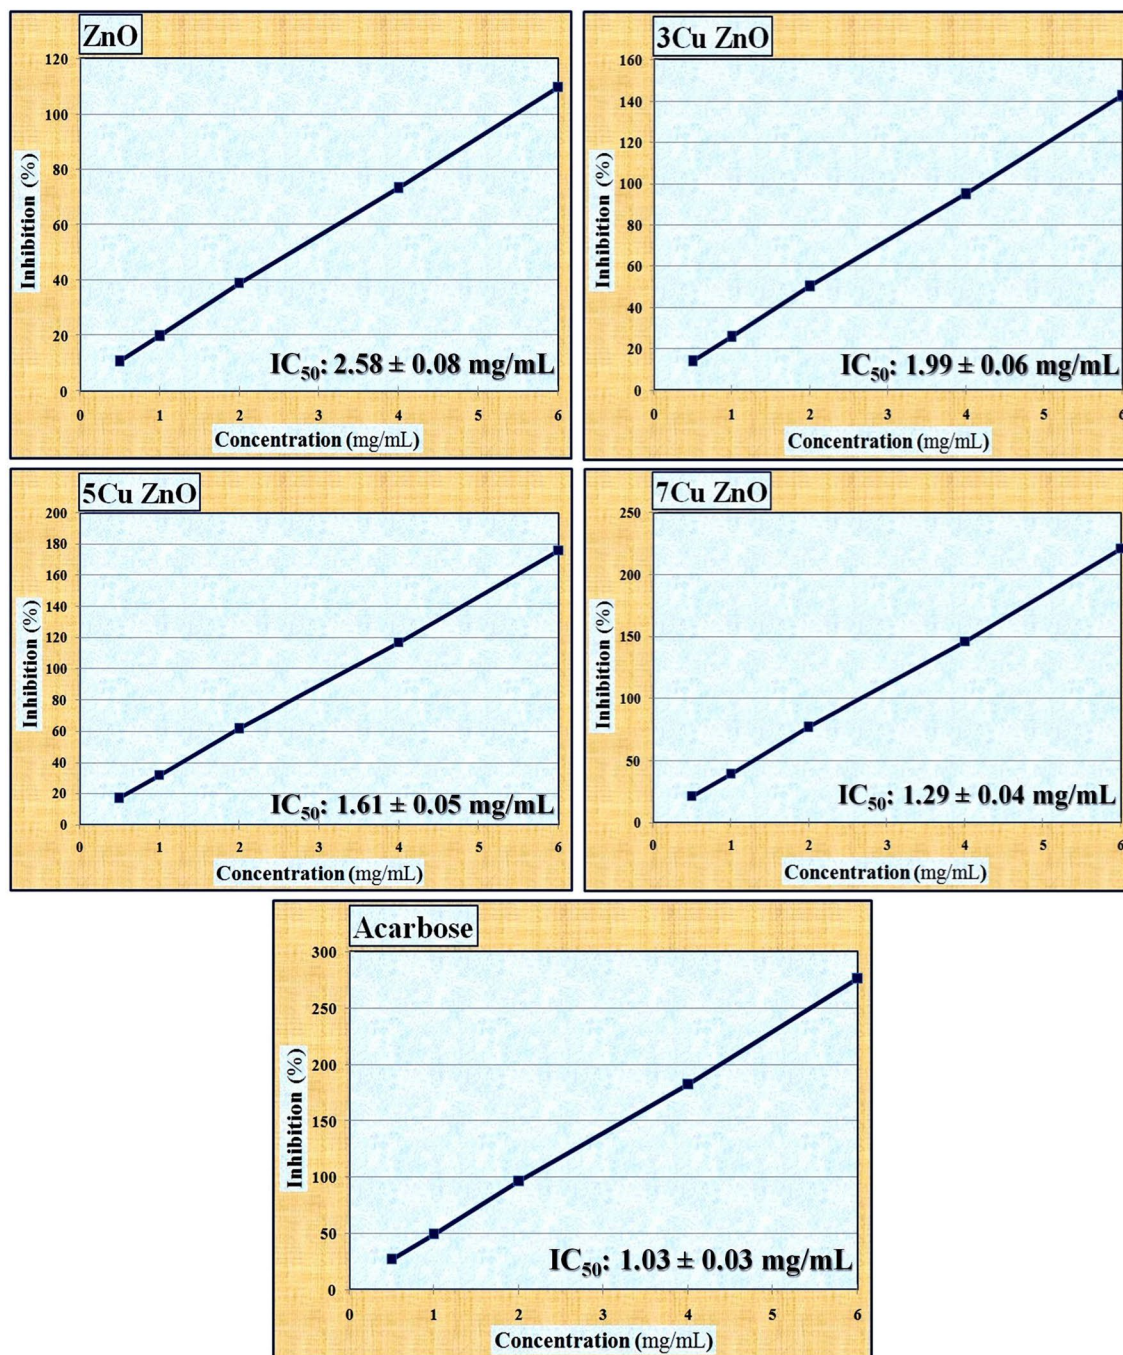 ZnO
120
100
80
60
40
20
0
Inhibition (%)
0 1 2 3 4 5 6
Concentration (mg/mL)
IC50: 2.58 ± 0.08 mg/mL
3Cu ZnO
160
140
120
100
80
60
40
20
0
Inhibition (%)
0 1 2 3 4 5 6
Concentration (mg/mL)
IC50: 1.99 ± 0.06 mg/mL
5Cu ZnO
200
180
160
140
120
100
80
60
40
20
0
Inhibition (%)
0 1 2 3 4 5 6
Concentration (mg/mL)
IC50: 1.61 ± 0.05 mg/mL
7Cu ZnO
250
200
150
100
50
0
Inhibition (%)
0 1 2 3 4 5 6
Concentration (mg/mL)
IC50: 1.29 ± 0.04 mg/mL
Acarbose
300
250
200
150
100
50
0
Inhibition (%)
0 1 2 3 4 5 6
Concentration (mg/mL)
IC50: 1.03 ± 0.03 mg/mL